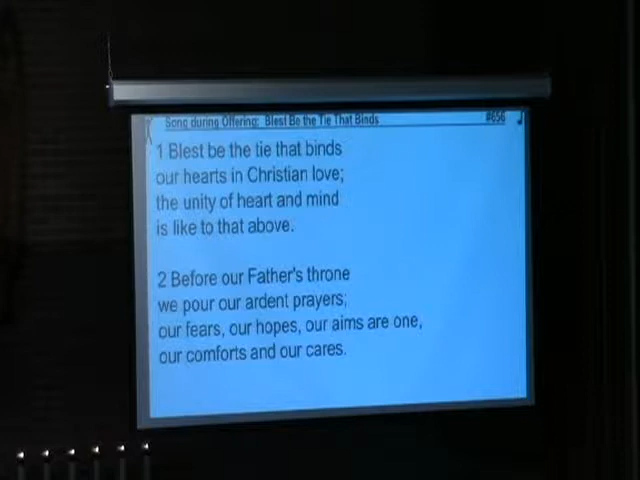 Song during Offering: Blest Be the Tie That Binds #656
1 Blest be the tie that binds
our hearts in Christian love;
the unity of heart and mind
is like to that above.
2 Before our Father's throne
we pour our ardent prayers;
our fears, our hopes, our aims are one,
our comforts and our cares.